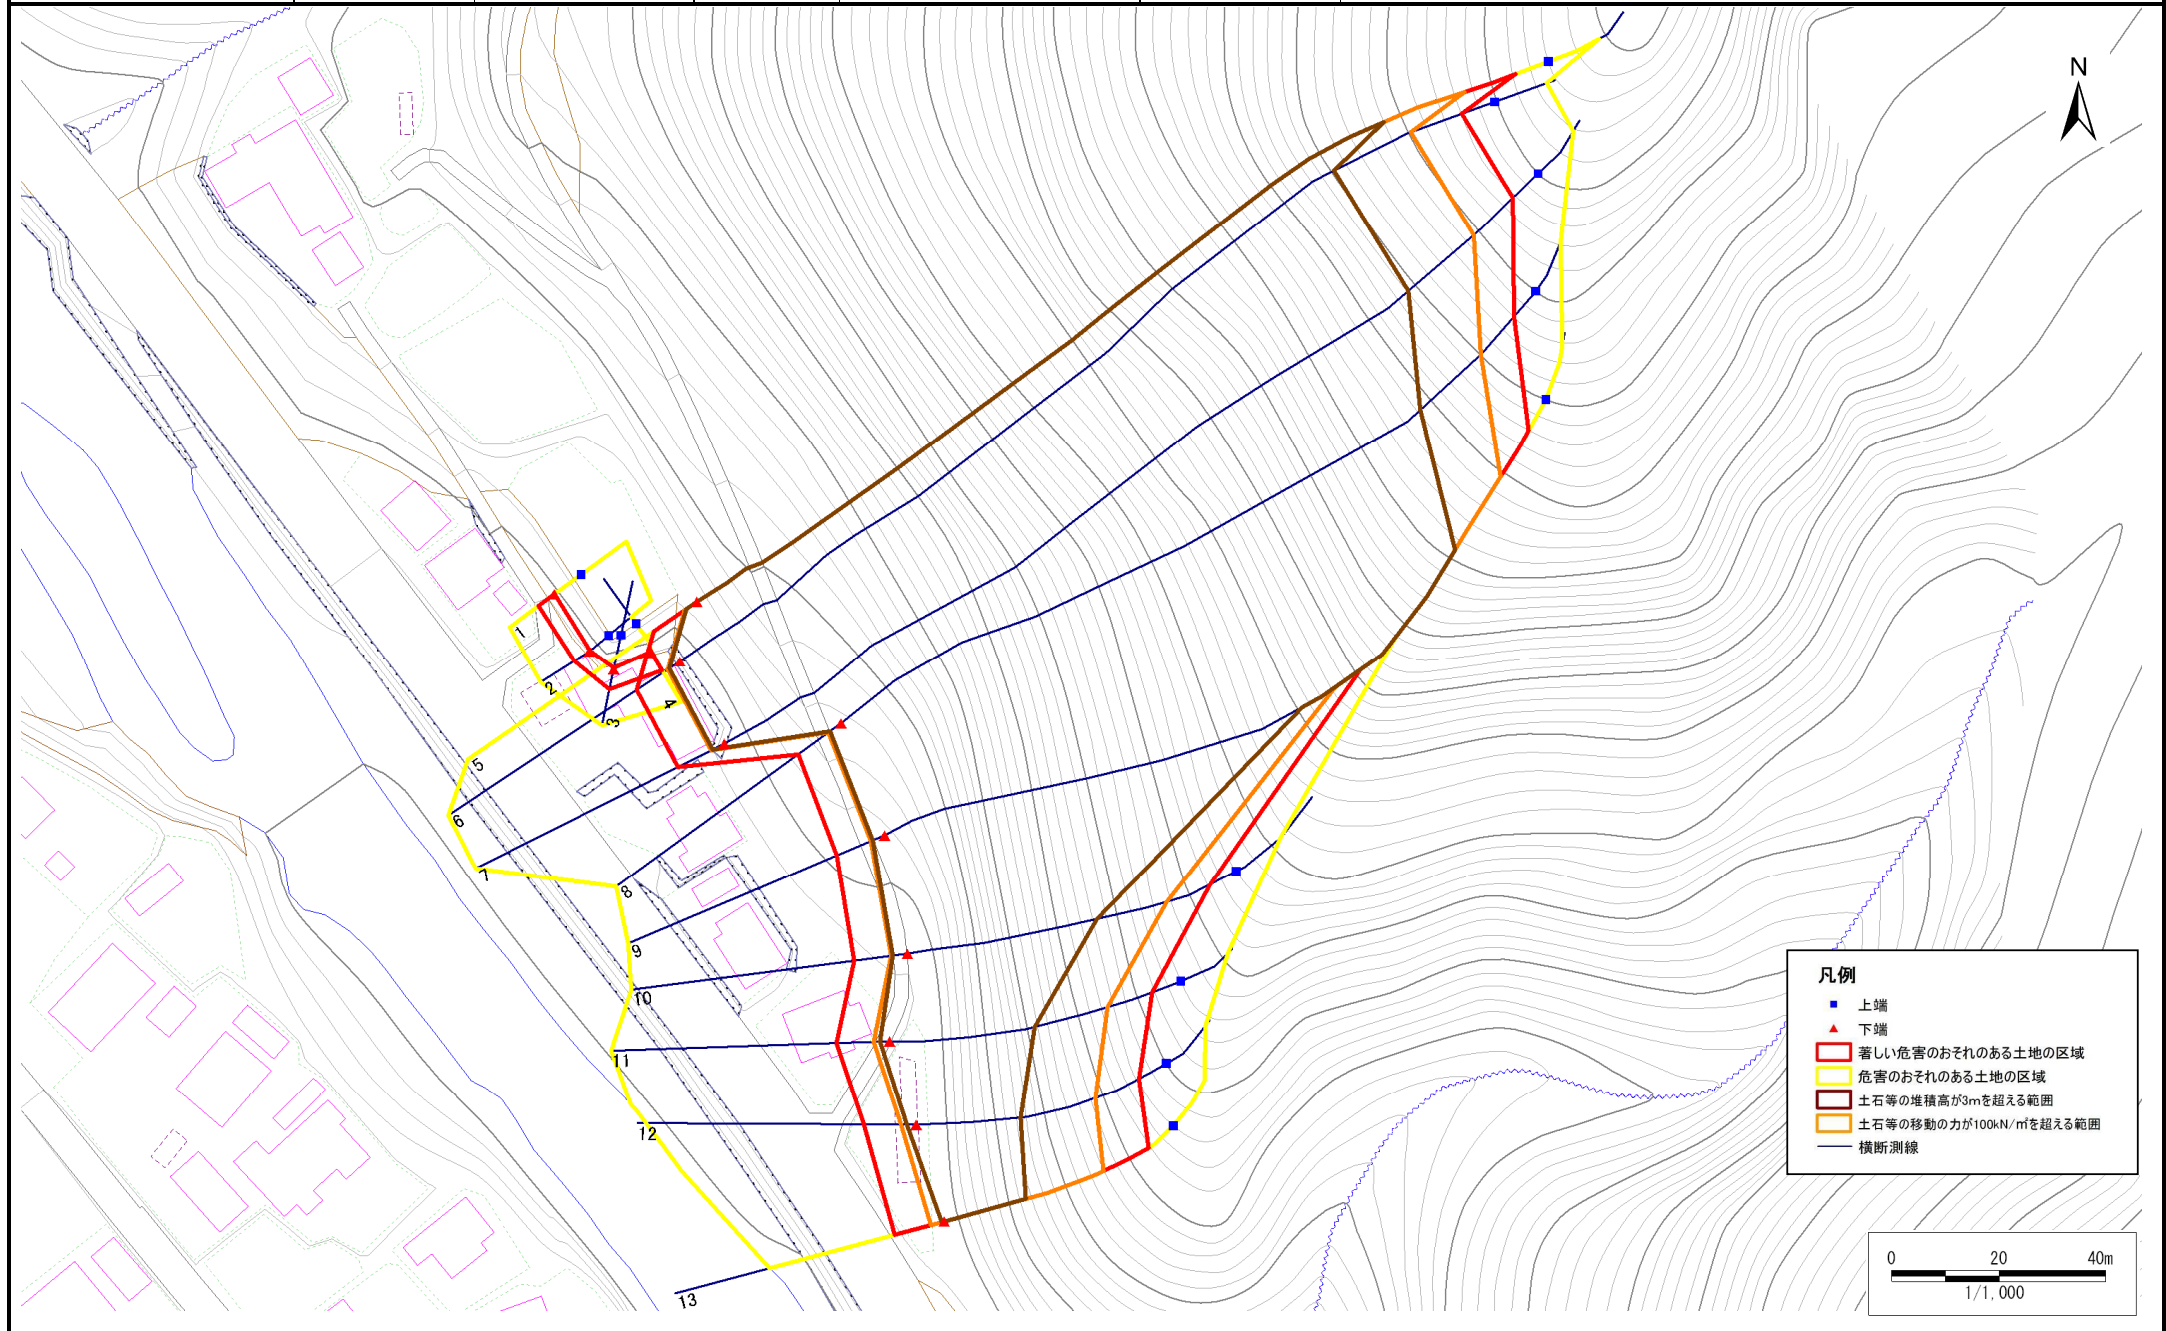 N
1
2
3
4
5
6
7
8
9
10
11
12
13
凡例
上端
下端
著しい危害のおそれのある土地の区域
危害のおそれのある土地の区域
土石等の堆積高が3mを超える範囲
土石等の移動の力が100kN/㎡を超える範囲
横断測線
0 20 40m
1/1,000